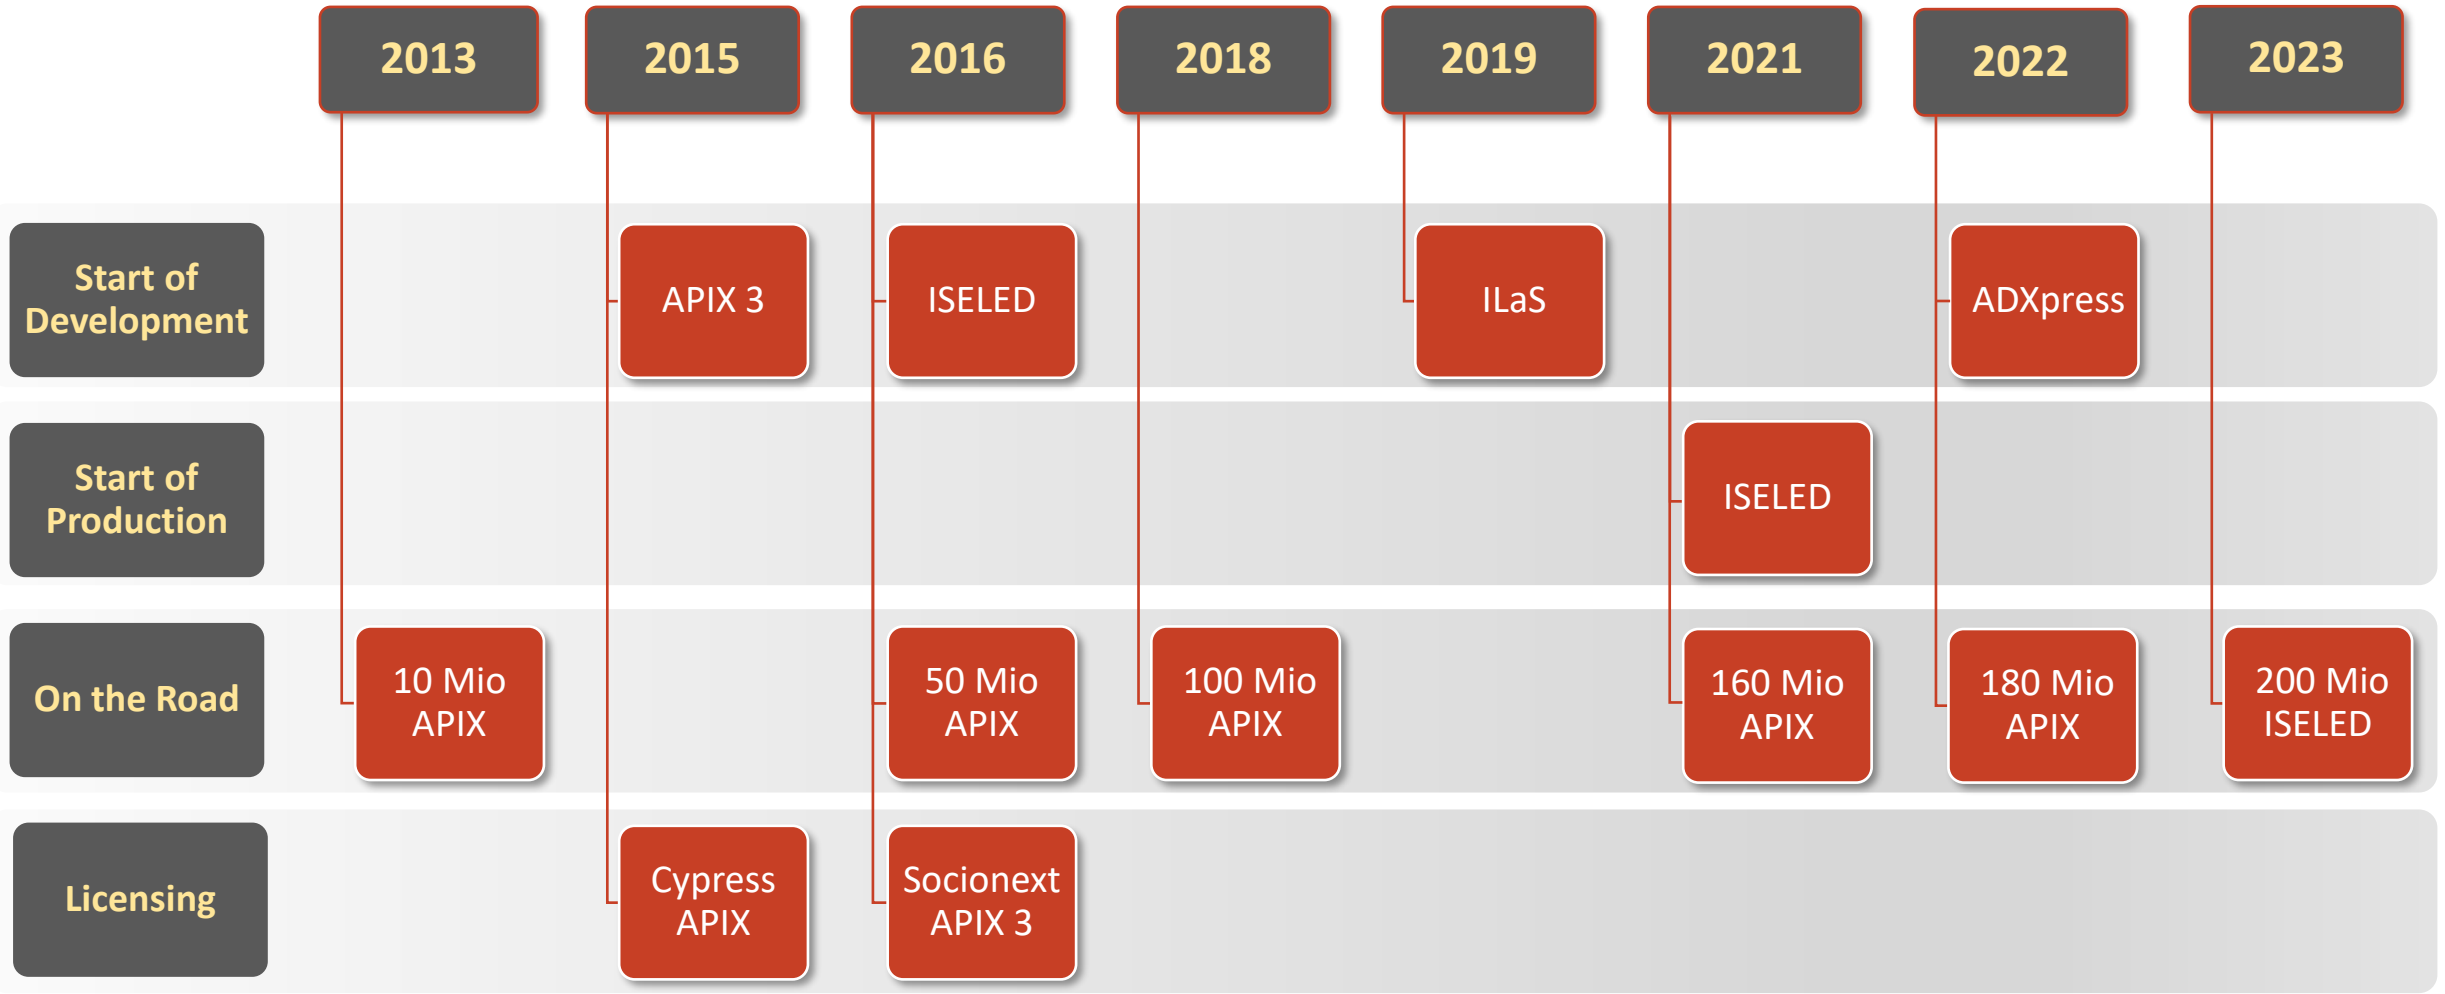 2013
2015
2016
2018
2019
2021
2022
2023
Start of
Development
APIX 3
ISELED
ILaS
ADXpress
Start of
Production
ISELED
On the Road
10 Mio
APIX
50 Mio
APIX
100 Mio
APIX
160 Mio
APIX
180 Mio
APIX
200 Mio
ISELED
Licensing
Cypress
APIX
Socionext
APIX 3